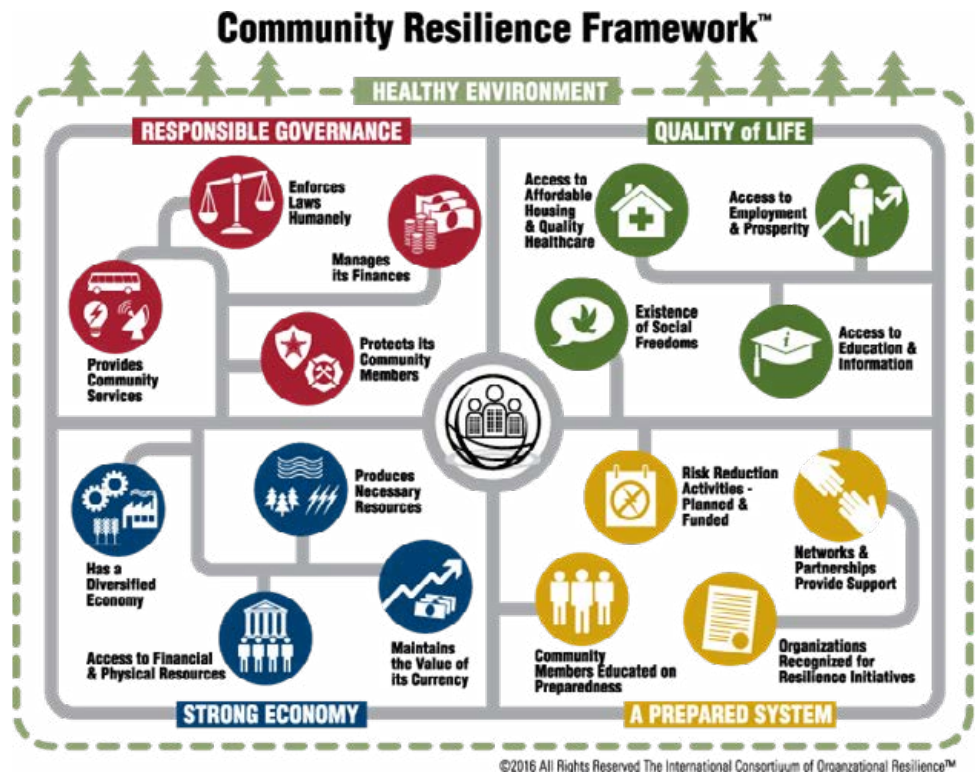 Community Resilience Framework™
HEALTHY ENVIRONMENT
RESPONSIBLE GOVERNANCE
Enforces
Laws
Humanely
Manages
its Finances
Provides
Community
Services
Protects its
Community
Members
QUALITY of LIFE
Access to
Affordable
Housing
& Quality
Healthcare
Access to
Employment
& Prosperity
Existence
of Social
Freedoms
i
Access to
Education &
Information
Has a
Diversified
Economy
Produces
Necessary
Resources
Access to Financial
& Physical Resources
Maintains
the Value of
its Currency
STRONG ECONOMY
Risk Reduction
Activities -
Planned &
Funded
Networks &
Partnerships
Provide Support
Community
Members Educated on
Preparedness
Organizations
Recognized for
Resilience Initiatives
A PREPARED SYSTEM
©2016 All Rights Reserved The International Consortiuum of Organzational Resilience™